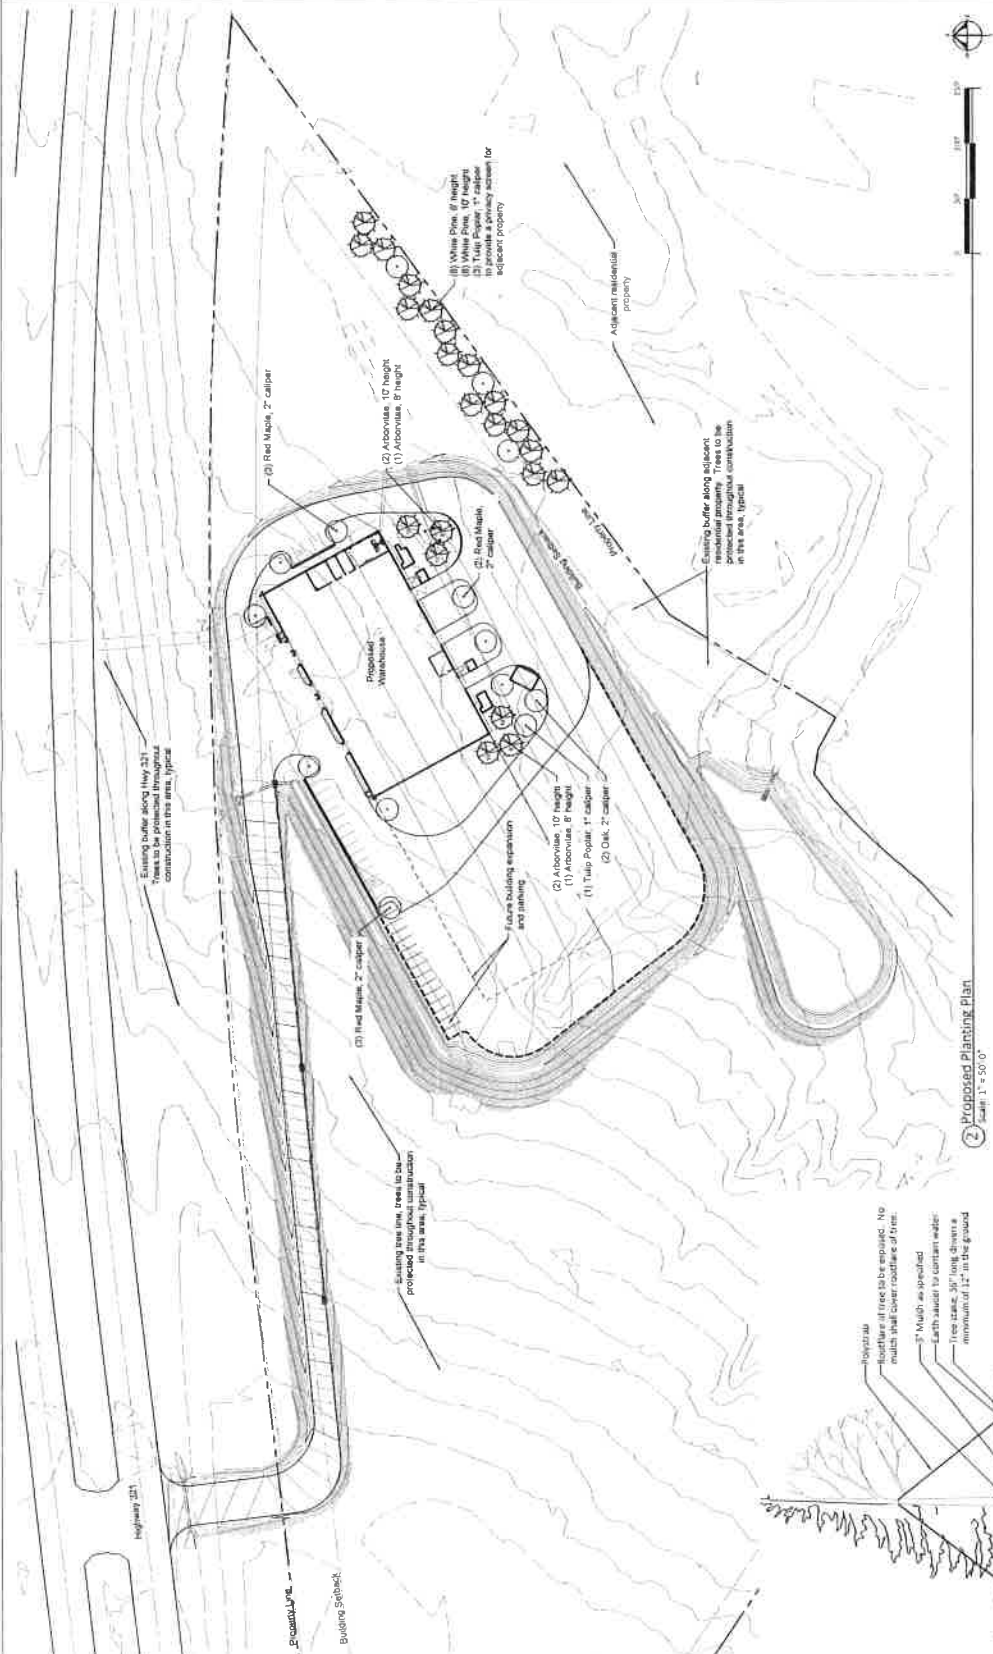 Highway 321
Property Line
Building Setback
Existing buffer along Hwy 321
Trees to be protected throughout
construction in this area, typical
Existing tree line, trees to be
protected throughout construction
in this area, typical
(3) Red Maple, 2" caliper
(3) Red Maple, 2" caliper
Proposed
Warehouse
(2) Arborvitae, 10' height
(1) Arborvitae, 8' height
(2) Red Maple,
2" caliper
Future building expansion
and parking
(2) Arborvitae, 10' height
(1) Arborvitae, 8' height
(1) Tulip Poplar, 1" caliper
(2) Oak, 2" caliper
White Pine,
height
White Pine, 10' height
(3) Tulip Poplar, 1" caliper
to provide a privacy screen for
adjacent property
Building Setback
Property Line
Adjacent residential
property
Existing buffer along adjacent
residential property. Trees to be
protected throughout construction
in this area, typical
2 Proposed Planting Plan
Scale: 1" = 50'-0"
Polystrap
Rootflare of tree to be exposed. No
mulch shall cover rootflare of tree.
3" Mulch as specified
Earth saucer to contain water
Tree stake, 36" long driven a
minimum of 12" in the ground